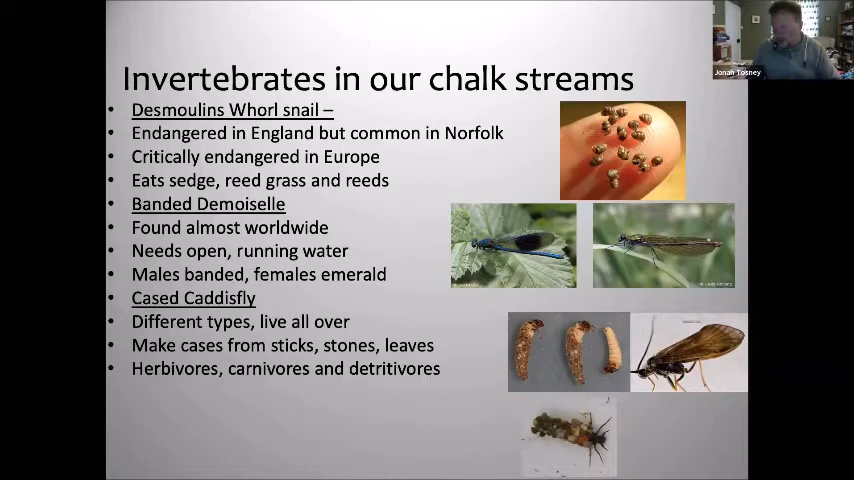 Invertebrates in our chalk streams
• Desmoulins Whorl snail –
• Endangered in England but common in Norfolk
• Critically endangered in Europe
• Eats sedge, reed grass and reeds
• Banded Demoiselle
• Found almost worldwide
• Needs open, running water
• Males banded, females emerald
• Cased Caddisfly
• Different types, live all over
• Make cases from sticks, stones, leaves
• Herbivores, carnivores and detritivores
Jonah Tosney